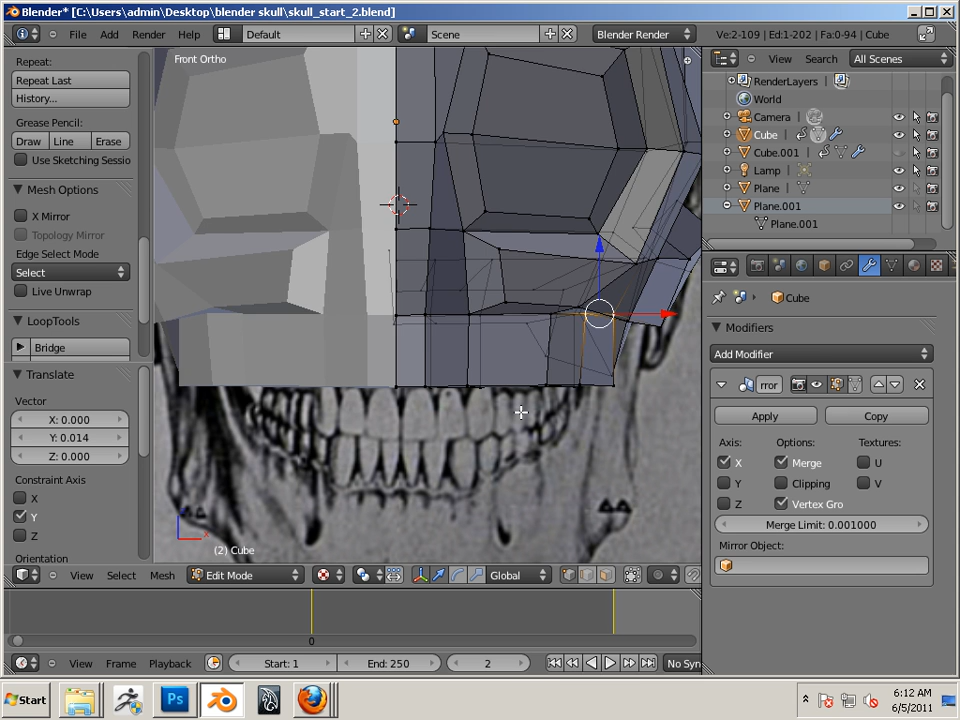 Blender* [C:\Users\admin\Desktop\blender skull\skull_start_2.blend]
File Add Render Help Default Scene Blender Render Ve:2-109 | Ed:1-202 | Fa:0-94 | Cube
Repeat:
Repeat Last
History...
Grease Pencil:
Draw Line Erase
Use Sketching Sessio
Mesh Options
X Mirror
Topology Mirror
Edge Select Mode
Select
Live Unwrap
LoopTools
Bridge
Translate
Vector
X: 0.000
Y: 0.014
Z: 0.000
Constraint Axis
X
Y
Z
Orientation
Front Ortho
(2) Cube
View Select Mesh Edit Mode Global
0
View Frame Playback Start: 1 End: 250 2 No Syn
View Search All Scenes
RenderLayers
World
Camera
Cube
Cube.001
Lamp
Plane
Plane.001
Plane.001
Cube
Modifiers
Add Modifier
rror
Apply Copy
Axis: Options: Textures:
X Merge U
Y Clipping V
Z Vertex Gro
Merge Limit: 0.001000
Mirror Object:
Start Ps 6:12 AM
6/5/2011